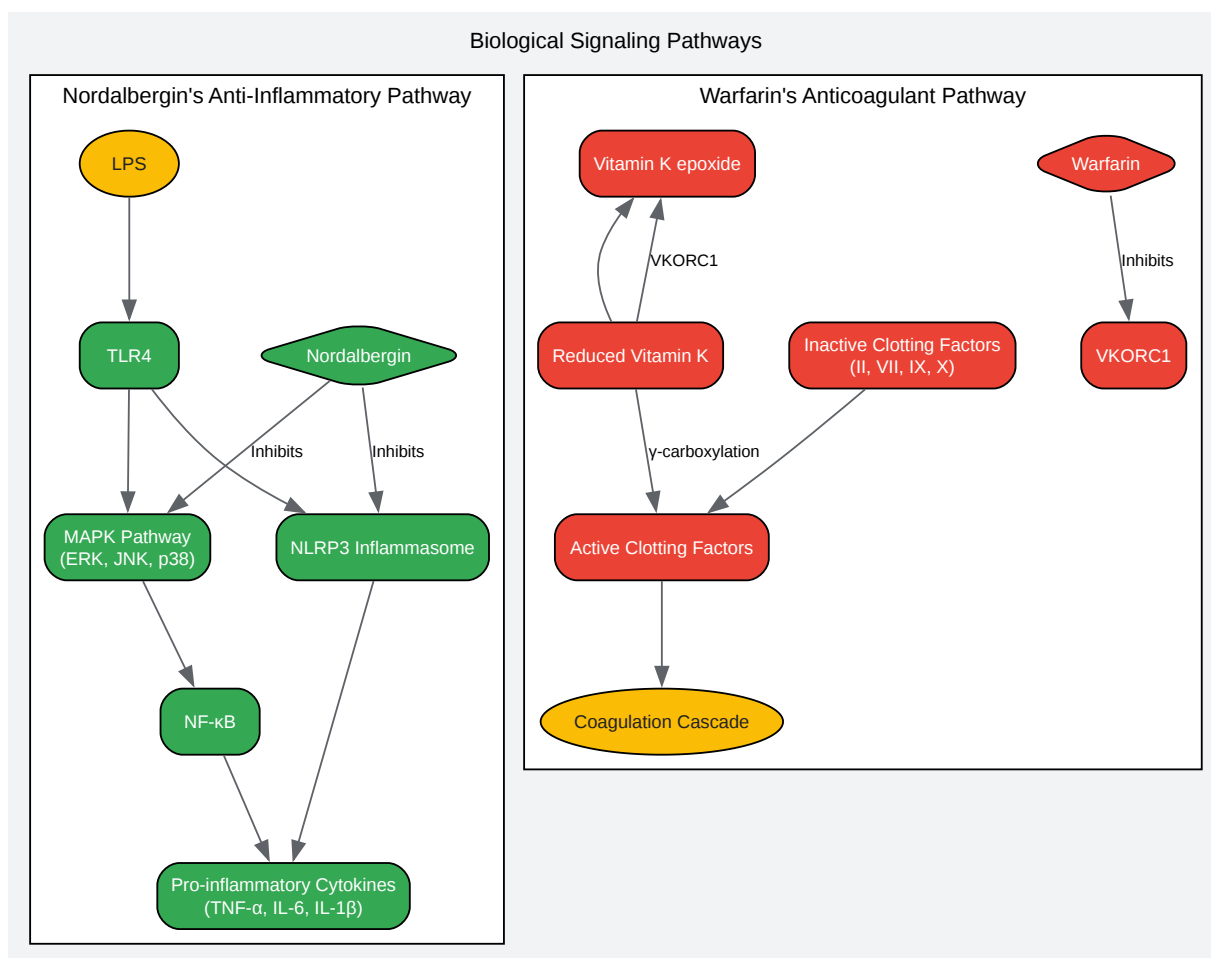 Biological Signaling Pathways
Nordalbergin's Anti-Inflammatory Pathway
LPS
TLR4
Nordalbergin
Inhibits
Inhibits
MAPK Pathway
(ERK, JNK, p38)
NLRP3 Inflammasome
NF-κB
Pro-inflammatory Cytokines
(TNF-α, IL-6, IL-1β)
Warfarin's Anticoagulant Pathway
Vitamin K epoxide
Warfarin
VKORC1
Inhibits
Reduced Vitamin K
Inactive Clotting Factors
(II, VII, IX, X)
VKORC1
γ-carboxylation
Active Clotting Factors
Coagulation Cascade